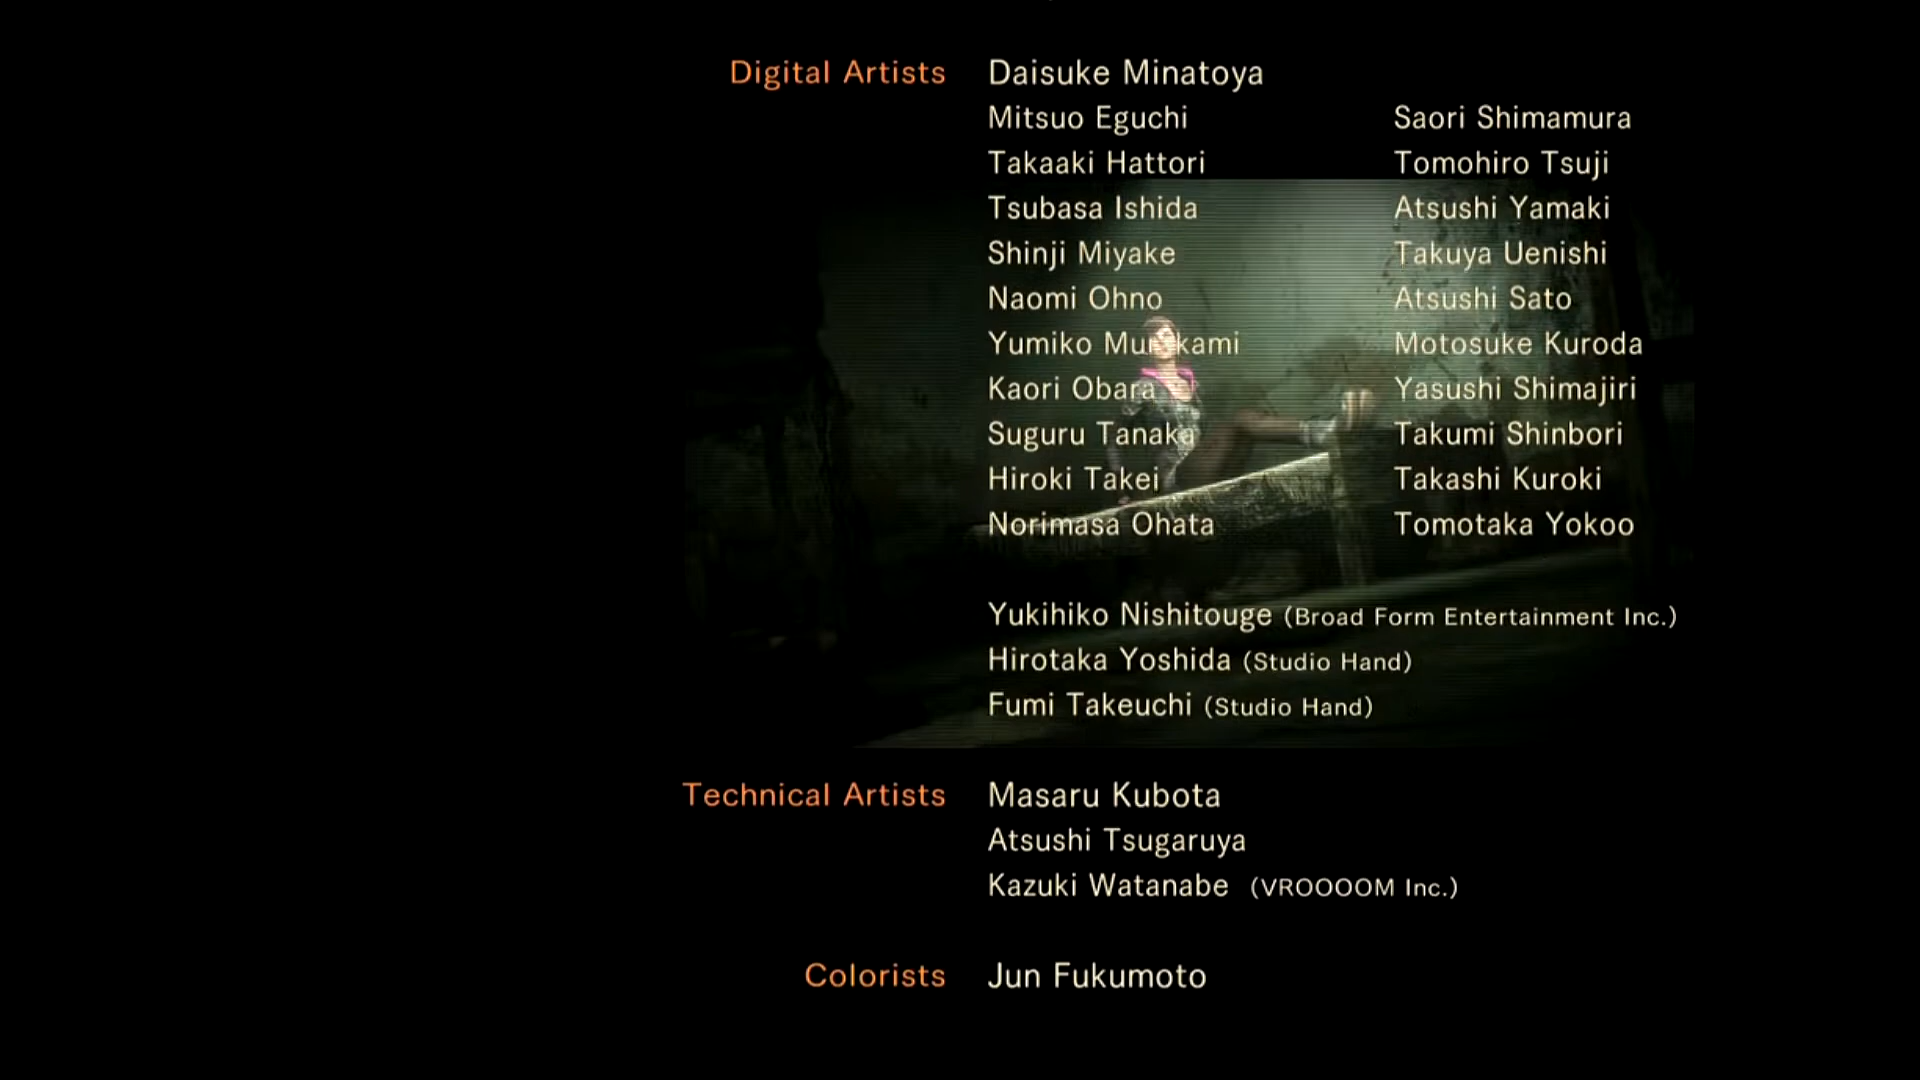 Digital Artists Daisuke Minatoya
Mitsuo Eguchi Saori Shimamura
Takaaki Hattori Tomohiro Tsuji
Tsubasa Ishida Atsushi Yamaki
Shinji Miyake Takuya Uenishi
Naomi Ohno Atsushi Sato
Yumiko Murakami Motosuke Kuroda
Kaori Obara Yasushi Shimajiri
Suguru Tanaka Takumi Shinbori
Hiroki Takei Takashi Kuroki
Norimasa Ohata Tomotaka Yokoo
Yukihiko Nishitouge (Broad Form Entertainment Inc.)
Hirotaka Yoshida (Studio Hand)
Fumi Takeuchi (Studio Hand)
Technical Artists Masaru Kubota
Atsushi Tsugaruya
Kazuki Watanabe (VROOOOM Inc.)
Colorists Jun Fukumoto